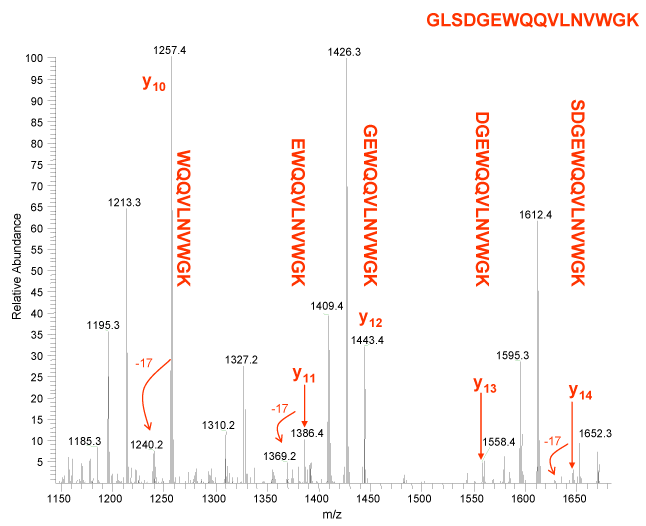 GLSDGEWQQVLNVWGK
1257.4
1426.3
y10
WQQVLNVWGK
EWQQVLNVWGK
GEWQQVLNVWGK
DGEWQQVLNVWGK
SDGEWQQVLNVWGK
1213.3
1612.4
1409.4
y12
1443.4
1195.3
-17
1327.2
1595.3
y11
y13
y14
-17
1310.2
1386.4
1185.3
1240.2
1369.2
1558.4
-17
1652.3
Relative Abundance
100
95
90
85
80
75
70
65
60
55
50
45
40
35
30
25
20
15
10
5
1150 1200 1250 1300 1350 1400 1450 1500 1550 1600 1650
m/z